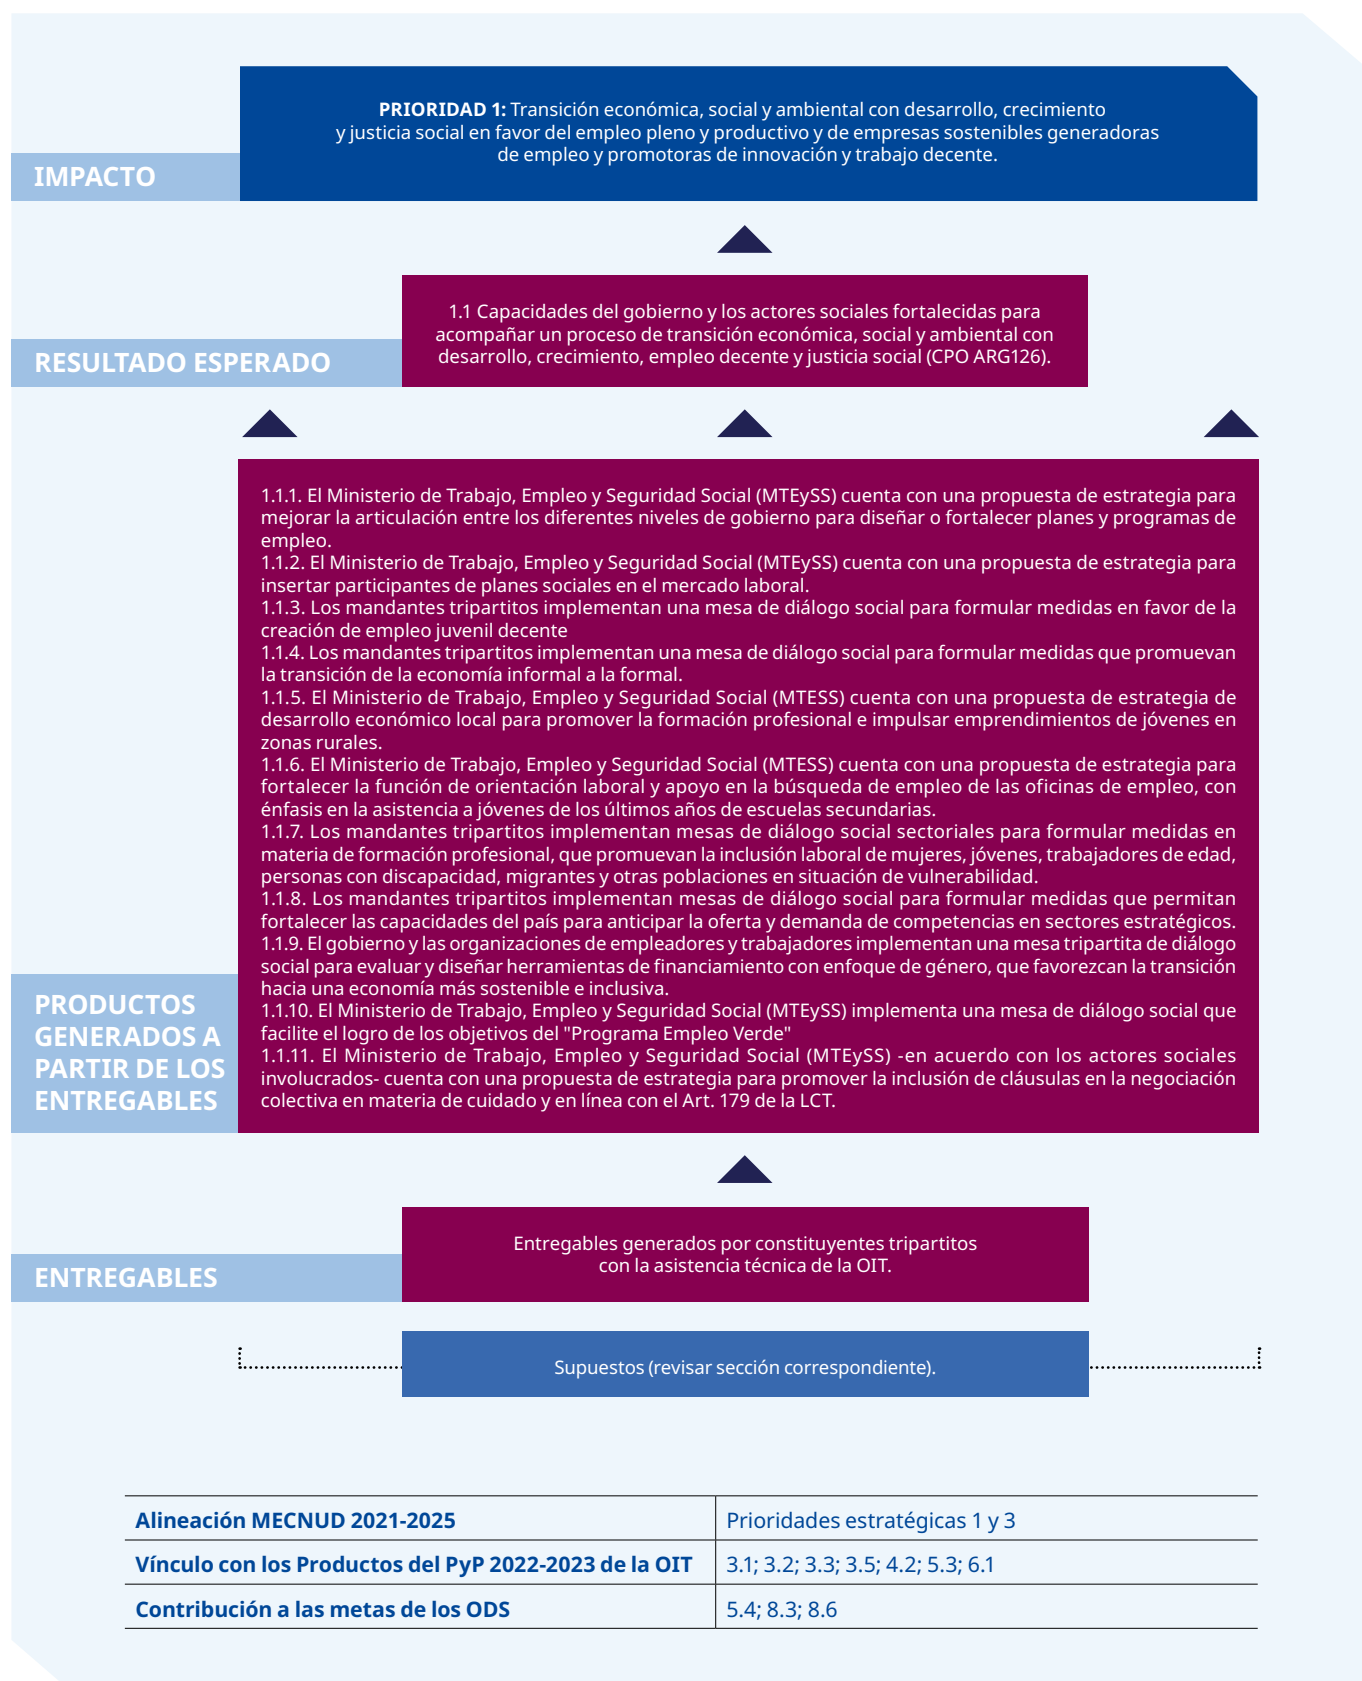 PRIORIDAD 1: Transición económica, social y ambiental con desarrollo, crecimiento
y justicia social en favor del empleo pleno y productivo y de empresas sostenibles generadoras
de empleo y promotoras de innovación y trabajo decente.
IMPACTO
1.1 Capacidades del gobierno y los actores sociales fortalecidas para
acompañar un proceso de transición económica, social y ambiental con
desarrollo, crecimiento, empleo decente y justicia social (CPO ARG126).
RESULTADO ESPERADO
1.1.1. El Ministerio de Trabajo, Empleo y Seguridad Social (MTEySS) cuenta con una propuesta de estrategia para
mejorar la articulación entre los diferentes niveles de gobierno para diseñar o fortalecer planes y programas de
empleo.
1.1.2. El Ministerio de Trabajo, Empleo y Seguridad Social (MTEySS) cuenta con una propuesta de estrategia para
insertar participantes de planes sociales en el mercado laboral.
1.1.3. Los mandantes tripartitos implementan una mesa de diálogo social para formular medidas en favor de la
creación de empleo juvenil decente
1.1.4. Los mandantes tripartitos implementan una mesa de diálogo social para formular medidas que promuevan
la transición de la economía informal a la formal.
1.1.5. El Ministerio de Trabajo, Empleo y Seguridad Social (MTESS) cuenta con una propuesta de estrategia de
desarrollo económico local para promover la formación profesional e impulsar emprendimientos de jóvenes en
zonas rurales.
1.1.6. El Ministerio de Trabajo, Empleo y Seguridad Social (MTESS) cuenta con una propuesta de estrategia para
fortalecer la función de orientación laboral y apoyo en la búsqueda de empleo de las oficinas de empleo, con
énfasis en la asistencia a jóvenes de los últimos años de escuelas secundarias.
1.1.7. Los mandantes tripartitos implementan mesas de diálogo social sectoriales para formular medidas en
materia de formación profesional, que promuevan la inclusión laboral de mujeres, jóvenes, trabajadores de edad,
personas con discapacidad, migrantes y otras poblaciones en situación de vulnerabilidad.
1.1.8. Los mandantes tripartitos implementan mesas de diálogo social para formular medidas que permitan
fortalecer las capacidades del país para anticipar la oferta y demanda de competencias en sectores estratégicos.
1.1.9. El gobierno y las organizaciones de empleadores y trabajadores implementan una mesa tripartita de diálogo
social para evaluar y diseñar herramientas de financiamiento con enfoque de género, que favorezcan la transición
hacia una economía más sostenible e inclusiva.
1.1.10. El Ministerio de Trabajo, Empleo y Seguridad Social (MTEySS) implementa una mesa de diálogo social que
facilite el logro de los objetivos del "Programa Empleo Verde"
1.1.11. El Ministerio de Trabajo, Empleo y Seguridad Social (MTEySS) -en acuerdo con los actores sociales
involucrados- cuenta con una propuesta de estrategia para promover la inclusión de cláusulas en la negociación
colectiva en materia de cuidado y en línea con el Art. 179 de la LCT.
PRODUCTOS
GENERADOS A
PARTIR DE LOS
ENTREGABLES
Entregables generados por constituyentes tripartitos
con la asistencia técnica de la OIT.
ENTREGABLES
Supuestos (revisar sección correspondiente).
Alineación MECNUD 2021-2025 Prioridades estratégicas 1 y 3
Vínculo con los Productos del PyP 2022-2023 de la OIT 3.1; 3.2; 3.3; 3.5; 4.2; 5.3; 6.1
Contribución a las metas de los ODS 5.4; 8.3; 8.6